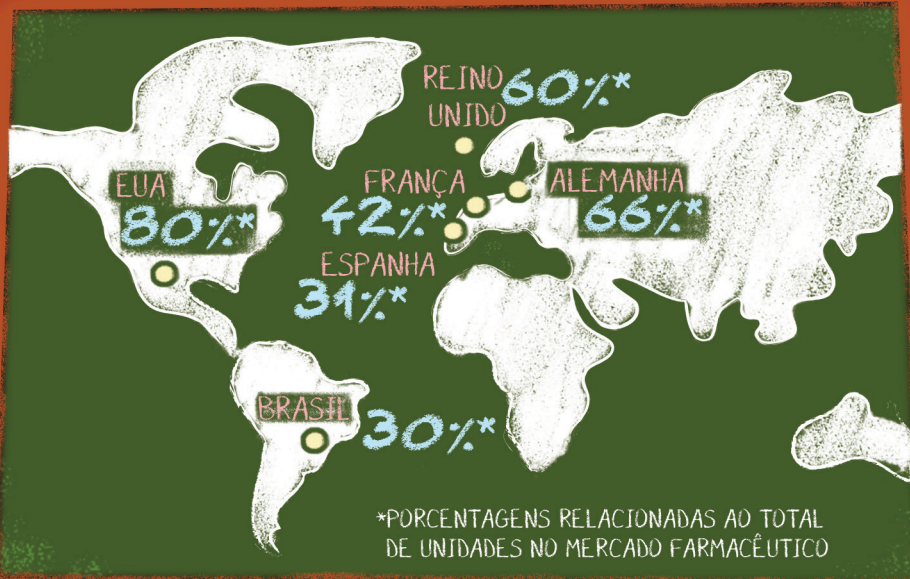 REINO
UNIDO
60%*
EUA
80%*
FRANÇA
42%*
ALEMANHA
66%*
ESPANHA
31%*
BRASIL
30%*
*PORCENTAGENS RELACIONADAS AO TOTAL
DE UNIDADES NO MERCADO FARMACÊUTICO